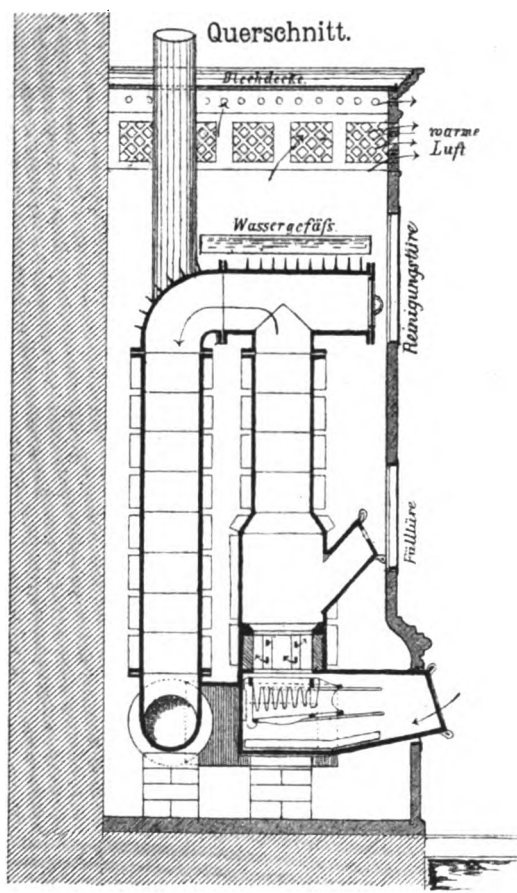 Querschnitt.
Blechdecke.
warme
Luft
Wassergefäß.
Reinigungstüre
Fülltüre